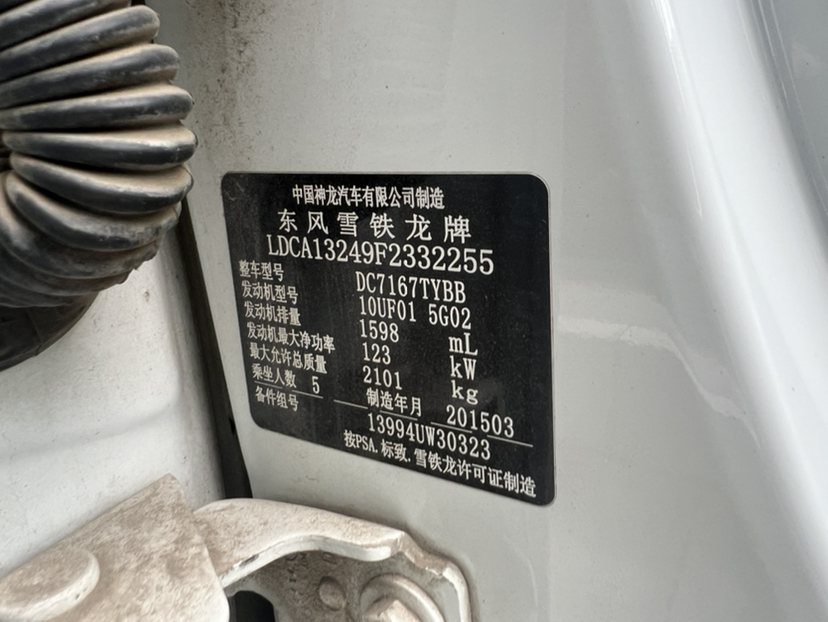 中国神龙汽车有限公司制造
东风雪铁龙牌
LDCA13249F2332255
整车型号 DC7167TYBB
发动机型号 10UF01 5G02
发动机排量 1598 mL
发动机最大净功率 123 kW
最大允许总质量 2101 kg
乘坐人数 5 制造年月 201503
备件组号 13994UW30323
按PSA.标致.雪铁龙许可证制造